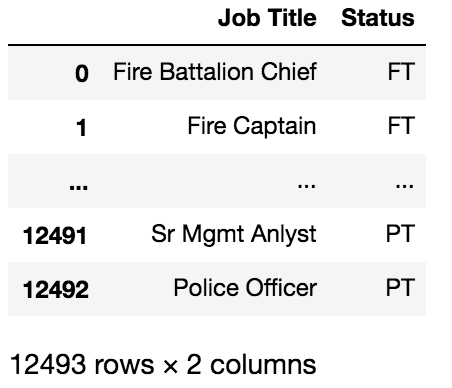 Job Title Status
0 Fire Battalion Chief FT
1 Fire Captain FT
... ... ...
12491 Sr Mgmt Anlyst PT
12492 Police Officer PT
12493 rows × 2 columns